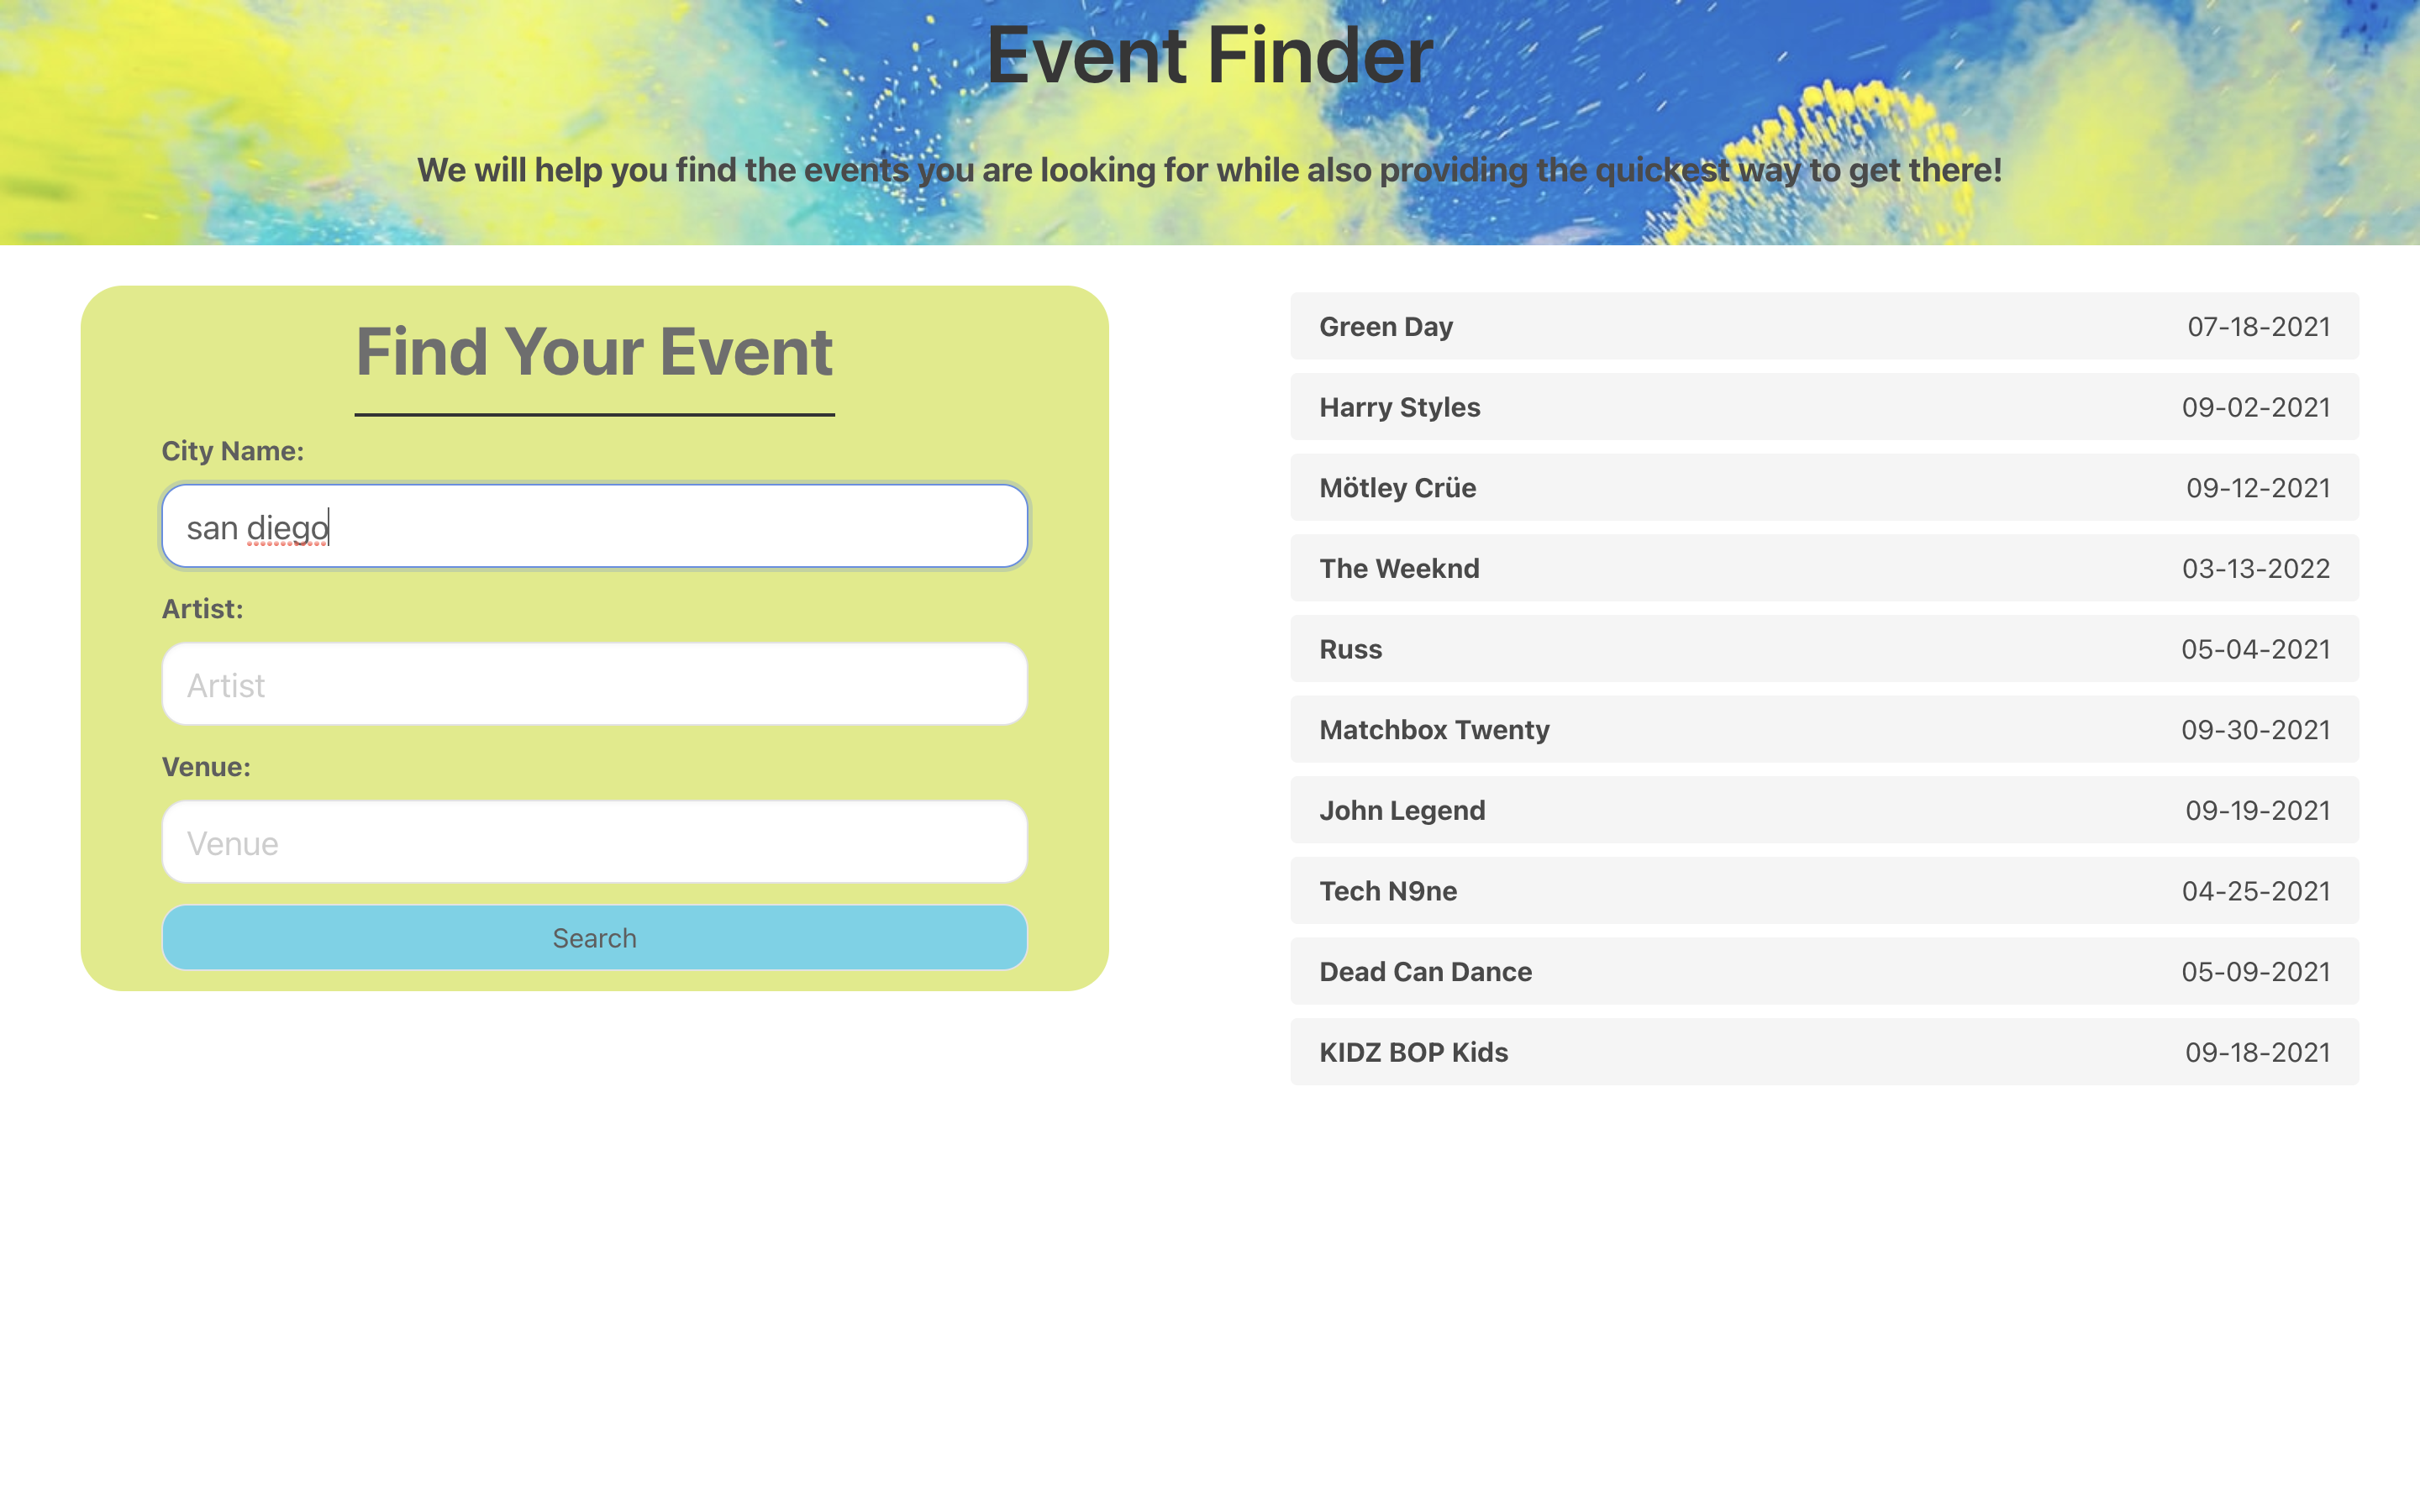 Event Finder
We will help you find the events you are looking for while also providing the quickest way to get there!
Find Your Event
City Name:
san diego
Artist:
Artist
Venue:
Venue
Search
Green Day 07-18-2021
Harry Styles 09-02-2021
Mötley Crüe 09-12-2021
The Weeknd 03-13-2022
Russ 05-04-2021
Matchbox Twenty 09-30-2021
John Legend 09-19-2021
Tech N9ne 04-25-2021
Dead Can Dance 05-09-2021
KIDZ BOP Kids 09-18-2021